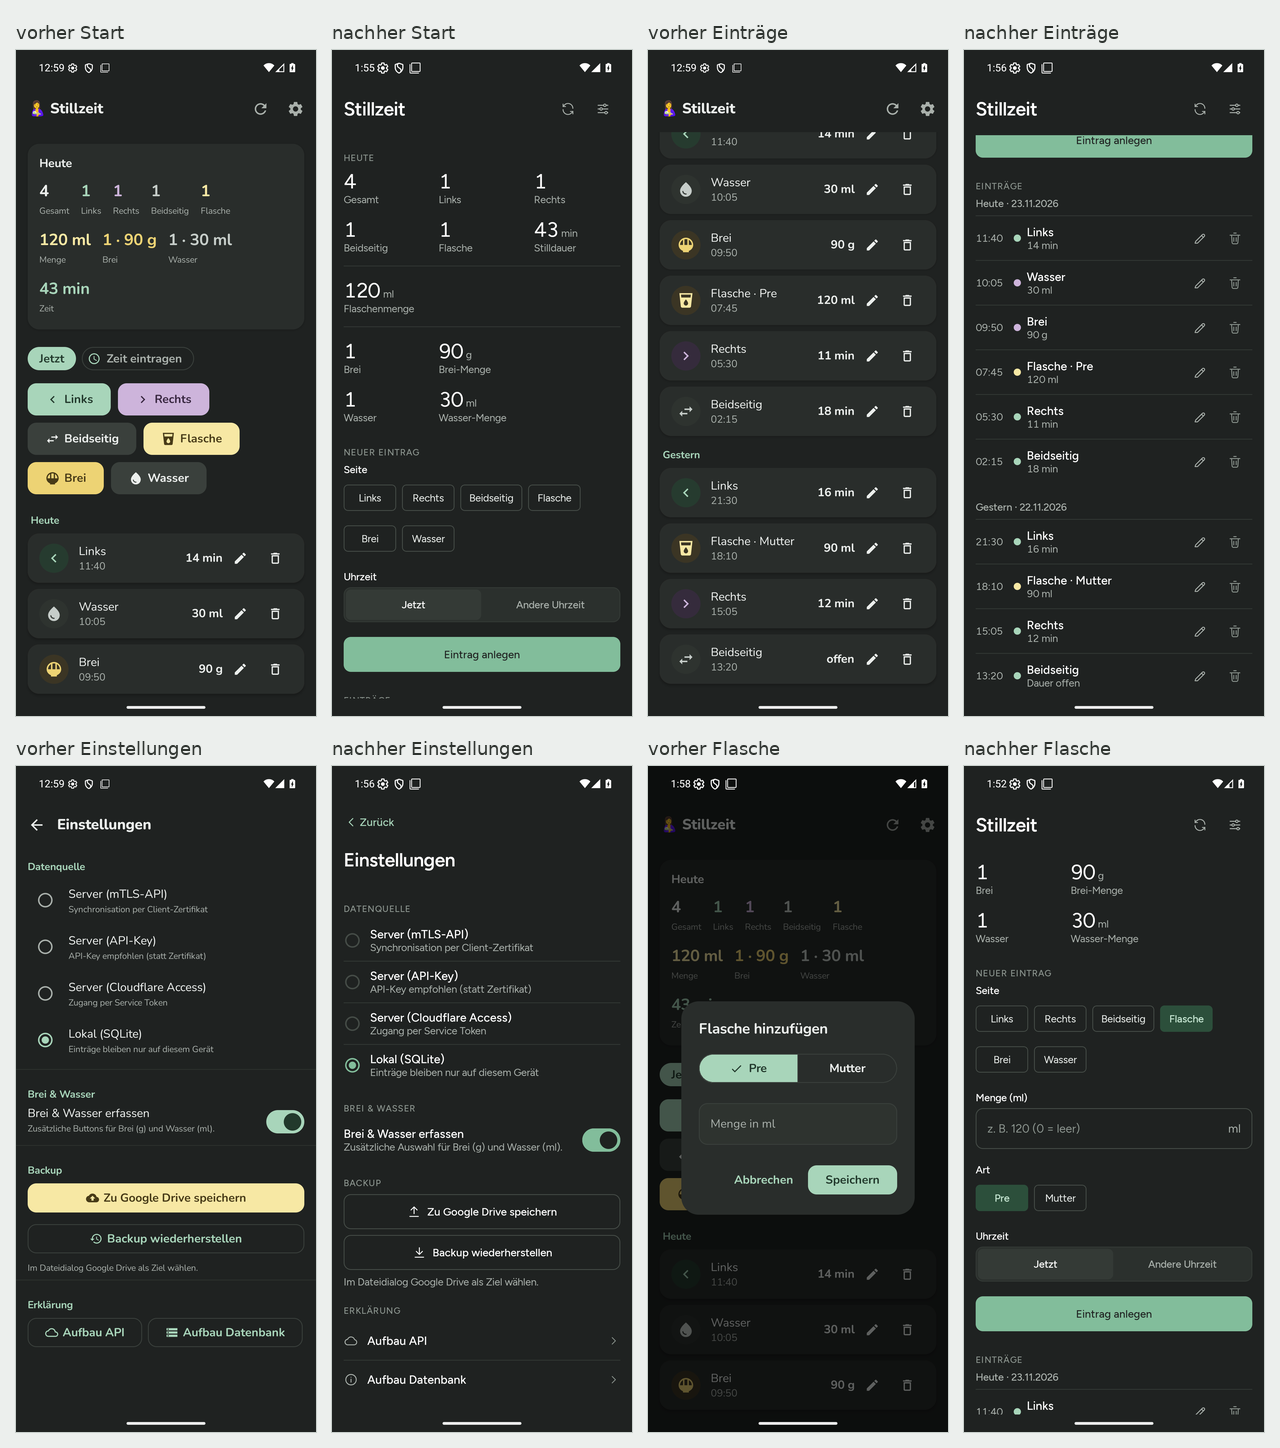 vorher Start
12:59
Stillzeit
Heute
4 1 1 1 1
Gesamt Links Rechts Beidseitig Flasche
120 ml 1 · 90 g 1 · 30 ml
Menge Brei Wasser
43 min
Zeit
Jetzt Zeit eintragen
Links Rechts
Beidseitig Flasche
Brei Wasser
Heute
Links
14 min
11:40
Wasser
30 ml
10:05
Brei
90 g
09:50
nachher Start
1:55
Stillzeit
HEUTE
4 1 1
Gesamt Links Rechts
1 1 43 min
Beidseitig Flasche Stilldauer
120 ml
Flaschenmenge
1 90 g
Brei Brei-Menge
1 30 ml
Wasser Wasser-Menge
NEUER EINTRAG
Seite
Links Rechts Beidseitig Flasche
Brei Wasser
Uhrzeit
Jetzt Andere Uhrzeit
Eintrag anlegen
EINTRÄGE
vorher Einträge
12:59
Stillzeit
14 min
11:40
Wasser
30 ml
10:05
Brei
90 g
09:50
Flasche · Pre
120 ml
07:45
Rechts
11 min
05:30
Beidseitig
18 min
02:15
Gestern
Links
16 min
21:30
Flasche · Mutter
90 ml
18:10
Rechts
12 min
15:05
Beidseitig
offen
13:20
nachher Einträge
1:56
Stillzeit
Eintrag anlegen
EINTRÄGE
Heute · 23.11.2026
11:40 Links
14 min
10:05 Wasser
30 ml
09:50 Brei
90 g
07:45 Flasche · Pre
120 ml
05:30 Rechts
11 min
02:15 Beidseitig
18 min
Gestern · 22.11.2026
21:30 Links
16 min
18:10 Flasche · Mutter
90 ml
15:05 Rechts
12 min
13:20 Beidseitig
Dauer offen
vorher Einstellungen
12:59
Einstellungen
Datenquelle
Server (mTLS-API)
Synchronisation per Client-Zertifikat
Server (API-Key)
API-Key empfohlen (statt Zertifikat)
Server (Cloudflare Access)
Zugang per Service Token
Lokal (SQLite)
Einträge bleiben nur auf diesem Gerät
Brei & Wasser
Brei & Wasser erfassen
Zusätzliche Buttons für Brei (g) und Wasser (ml).
Backup
Zu Google Drive speichern
Backup wiederherstellen
Im Dateidialog Google Drive als Ziel wählen.
Erklärung
Aufbau API Aufbau Datenbank
nachher Einstellungen
1:56
Zurück
Einstellungen
DATENQUELLE
Server (mTLS-API)
Synchronisation per Client-Zertifikat
Server (API-Key)
API-Key empfohlen (statt Zertifikat)
Server (Cloudflare Access)
Zugang per Service Token
Lokal (SQLite)
Einträge bleiben nur auf diesem Gerät
BREI & WASSER
Brei & Wasser erfassen
Zusätzliche Auswahl für Brei (g) und Wasser (ml).
BACKUP
Zu Google Drive speichern
Backup wiederherstellen
Im Dateidialog Google Drive als Ziel wählen.
ERKLÄRUNG
Aufbau API
Aufbau Datenbank
vorher Flasche
1:58
Stillzeit
Heute
4 1 1 1 1
Gesamt Links Rechts Beidseitig Flasche
120 ml 1 · 90 g 1 · 30 ml
Menge Brei Wasser
43
Flasche hinzufügen
Pre Mutter
Menge in ml
Abbrechen Speichern
Heute
Links
14 min
11:40
Wasser
30 ml
10:05
Brei
90 g
09:50
nachher Flasche
1:52
Stillzeit
1 90 g
Brei Brei-Menge
1 30 ml
Wasser Wasser-Menge
NEUER EINTRAG
Seite
Links Rechts Beidseitig Flasche
Brei Wasser
Menge (ml)
z. B. 120 (0 = leer) ml
Art
Pre Mutter
Uhrzeit
Jetzt Andere Uhrzeit
Eintrag anlegen
EINTRÄGE
Heute · 23.11.2026
11:40 Links